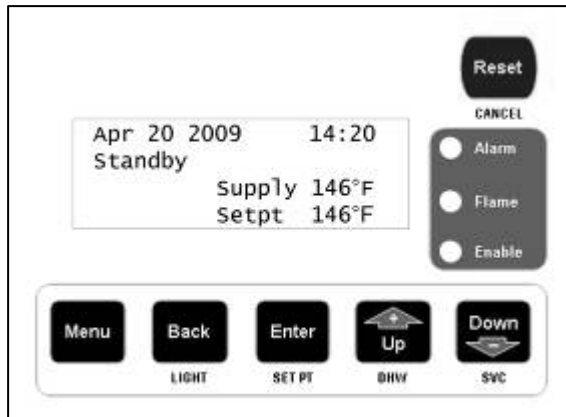 Reset
CANCEL
Apr 20 2009 14:20
Standby
Supply 146°F
Setpt 146°F
Alarm
Flame
Enable
Menu Back Enter + Up Down -
LIGHT SET PT DHW SVC